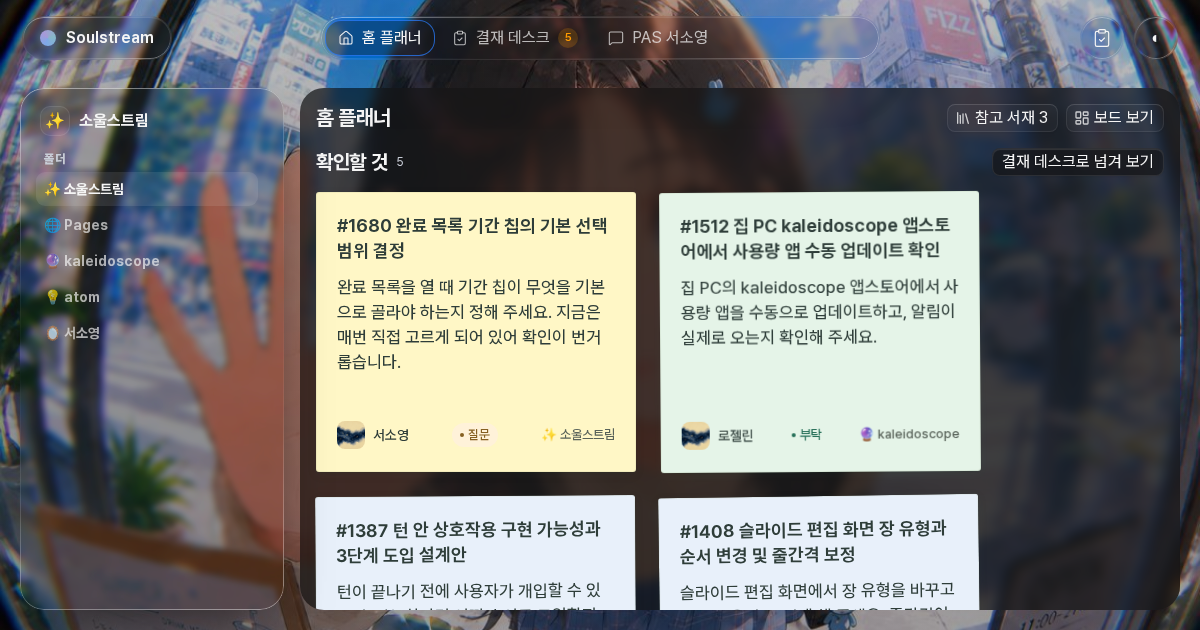 Soulstream
홈 플래너
결재 데스크 5
PAS 서소영
FIZZ
✨ 소울스트림
폴더
✨ 소울스트림
🌐 Pages
🔮 kaleidoscope
💡 atom
서소영
홈 플래너
참고 서재 3
보드 보기
확인할 것 5
결재 데스크로 넘겨 보기
#1680 완료 목록 기간 칩의 기본 선택
범위 결정
완료 목록을 열 때 기간 칩이 무엇을 기본
으로 골라야 하는지 정해 주세요. 지금은
매번 직접 고르게 되어 있어 확인이 번거
롭습니다.
서소영
• 질문
✨ 소울스트림
#1512 집 PC kaleidoscope 앱스토
어에서 사용량 앱 수동 업데이트 확인
집 PC의 kaleidoscope 앱스토어에서 사
용량 앱을 수동으로 업데이트하고, 알림이
실제로 오는지 확인해 주세요.
로젤린
• 부탁
🔮 kaleidoscope
#1387 턴 안 상호작용 구현 가능성과
3단계 도입 설계안
턴이 끝나기 전에 사용자가 개입할 수 있
#1408 슬라이드 편집 화면 장 유형과
순서 변경 및 줄간격 보정
슬라이드 편집 화면에서 장 유형을 바꾸고